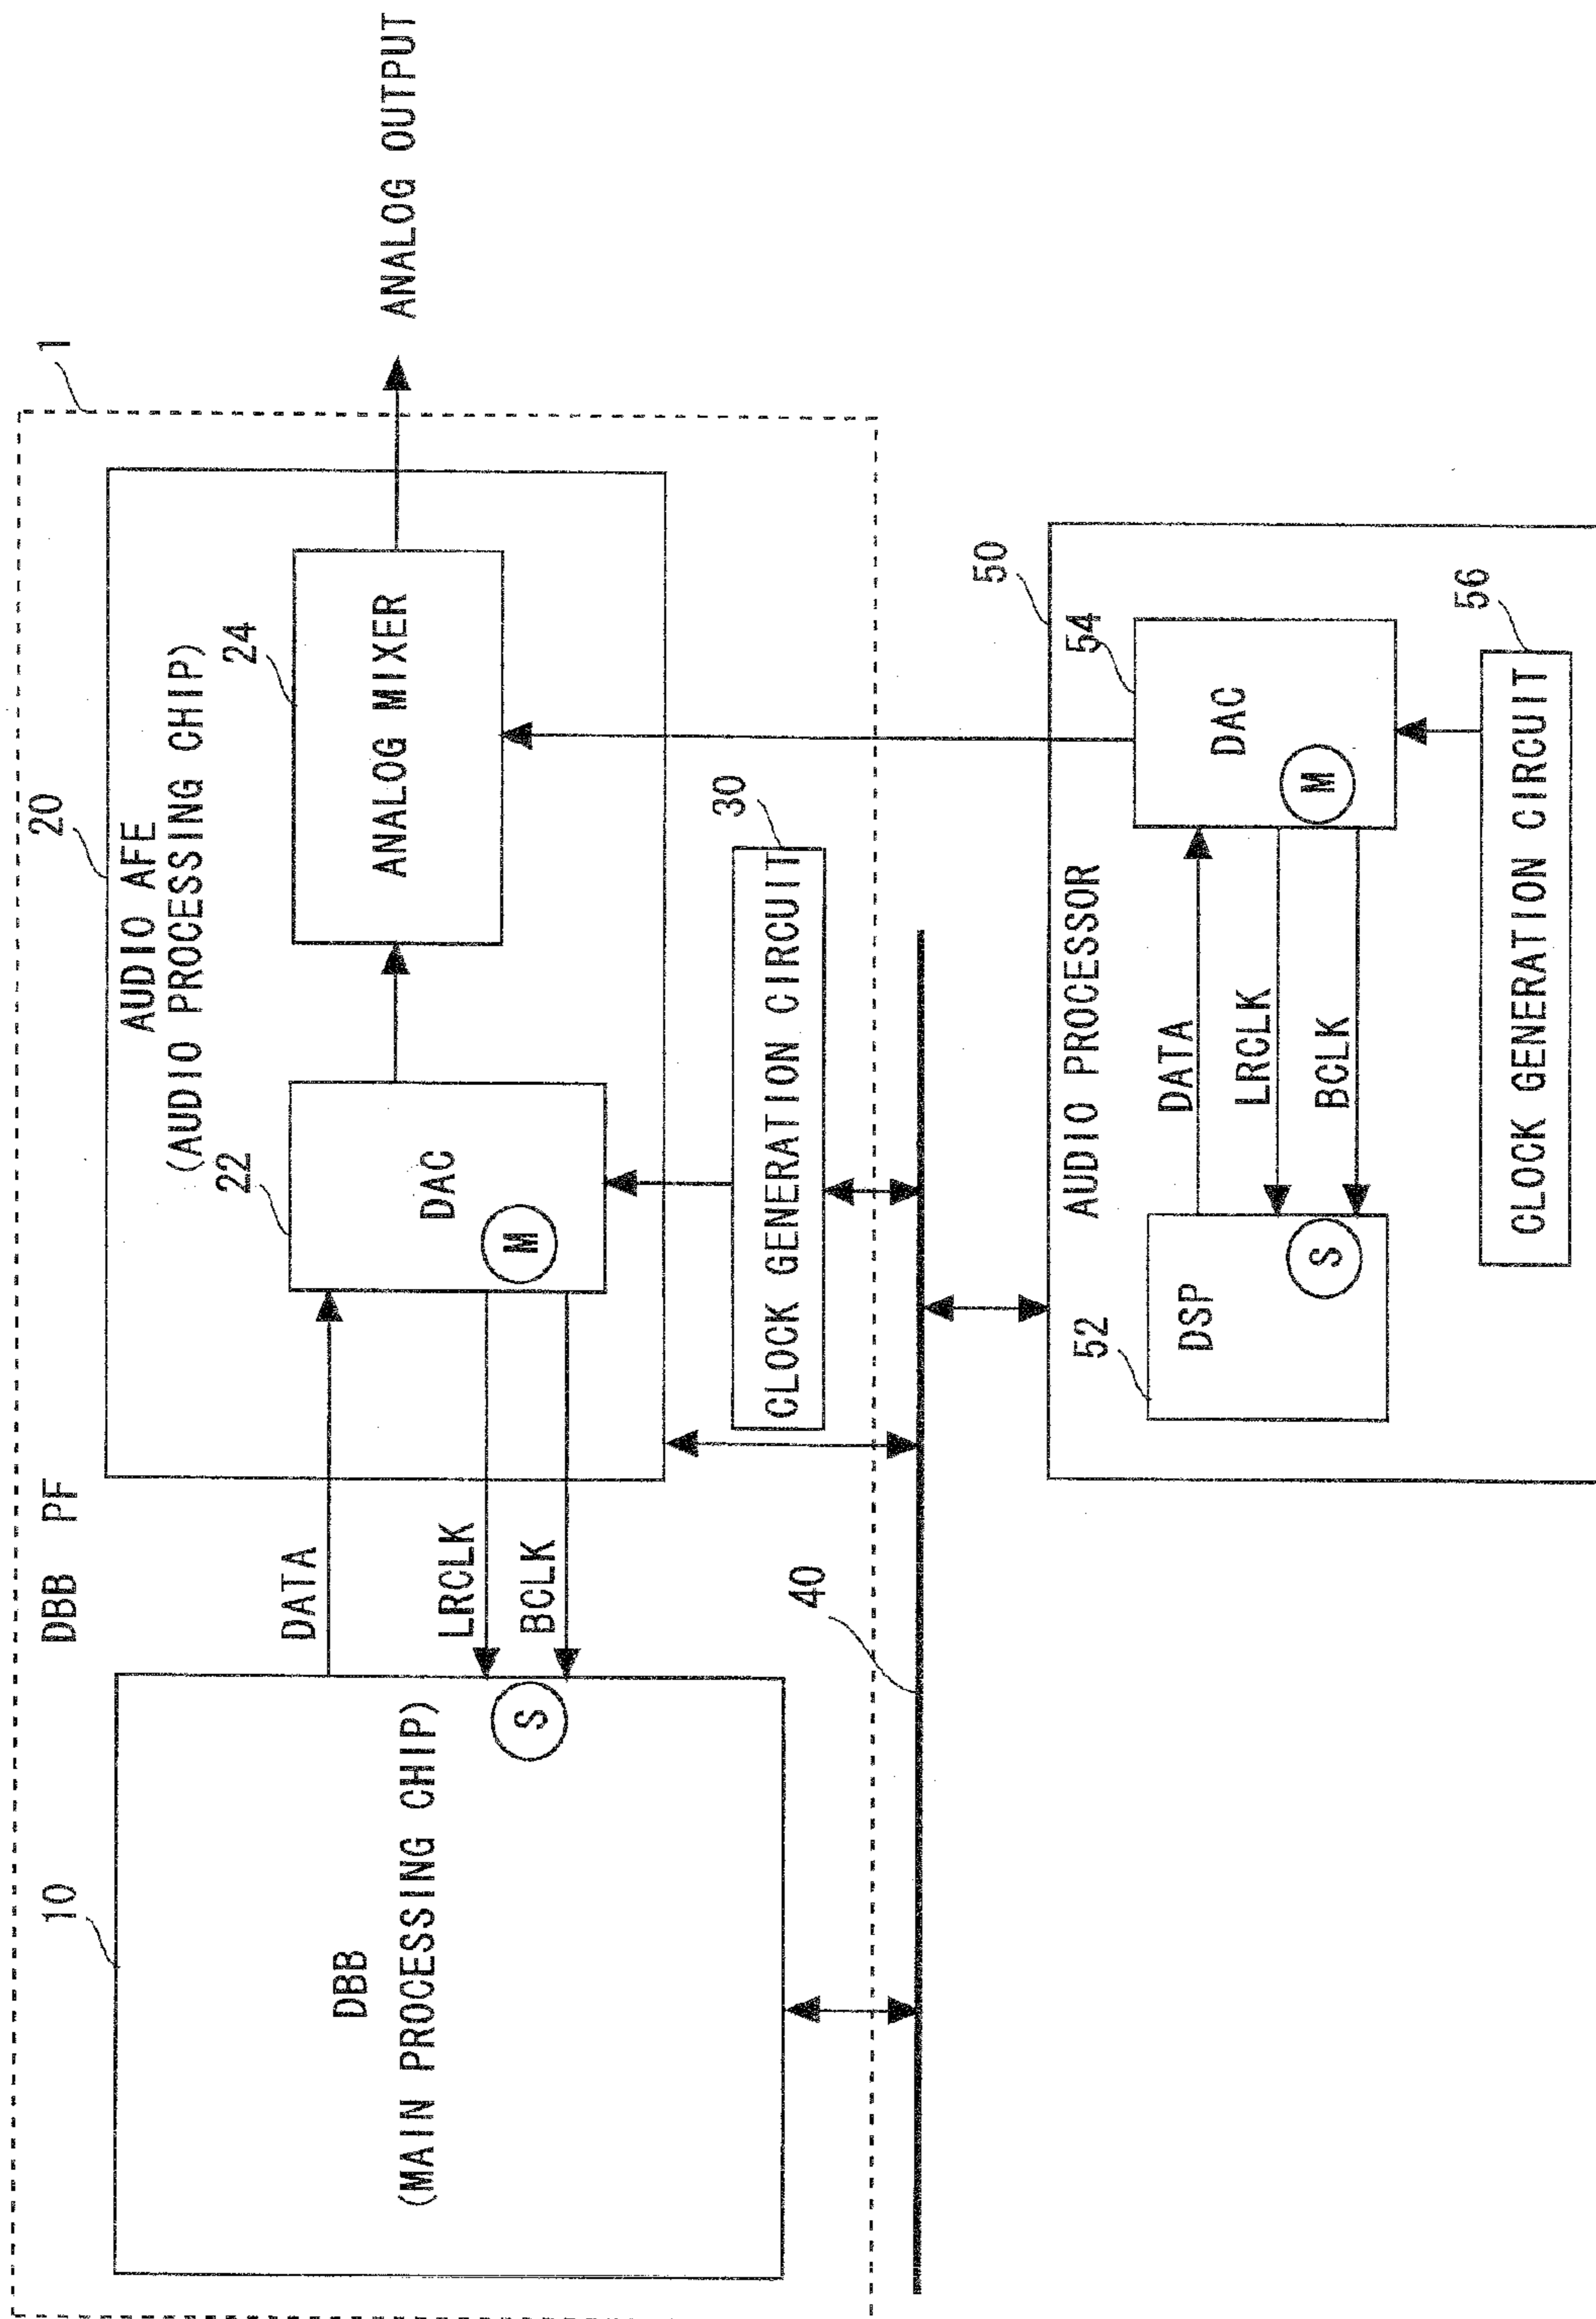 1
DBB PF
20
AUDIO AFE
(AUDIO PROCESSING CHIP)
10
DBB
(MAIN PROCESSING CHIP)
S
DATA
LRCLK
BCLK
22
DAC
M
24
ANALOG MIXER
ANALOG OUTPUT
30
CLOCK GENERATION CIRCUIT
40
50
AUDIO PROCESSOR
52
DSP
S
DATA
LRCLK
BCLK
54
DAC
M
56
CLOCK GENERATION CIRCUIT